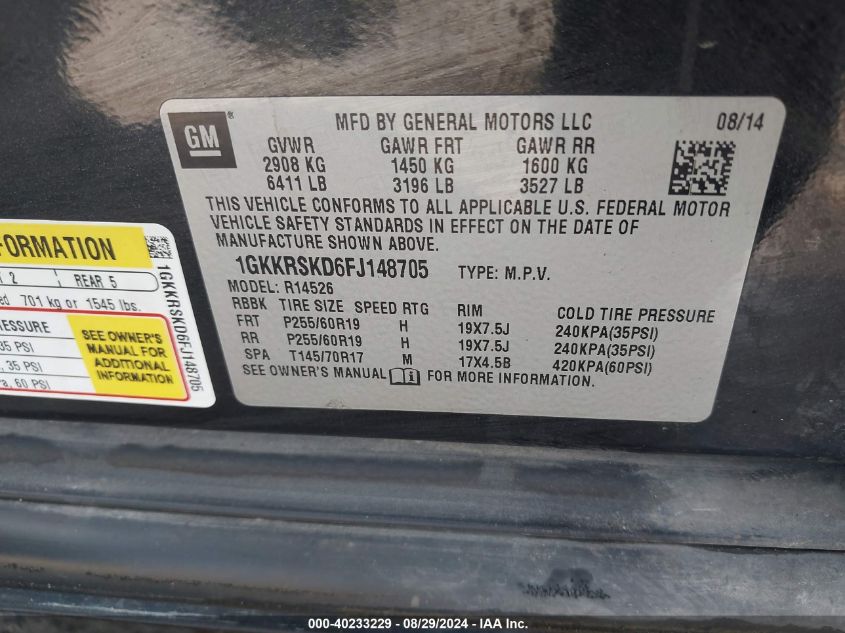 GM
MFD BY GENERAL MOTORS LLC 08/14
GVWR GAWR FRT GAWR RR
2908 KG 1450 KG 1600 KG
6411 LB 3196 LB 3527 LB
THIS VEHICLE CONFORMS TO ALL APPLICABLE U.S. FEDERAL MOTOR
VEHICLE SAFETY STANDARDS IN EFFECT ON THE DATE OF
MANUFACTURE SHOWN ABOVE.
1GKKRSKD6FJ148705 TYPE: M.P.V.
MODEL: R14526
RBBK TIRE SIZE SPEED RTG RIM COLD TIRE PRESSURE
FRT P255/60R19 H 19X7.5J 240KPA(35PSI)
RR P255/60R19 H 19X7.5J 240KPA(35PSI)
SPA T145/70R17 M 17X4.5B 420KPA(60PSI)
SEE OWNER'S MANUAL FOR MORE INFORMATION.
FORMATION
2 REAR 5
701 kg or 1545 lbs.
PRESSURE
35 PSI
, 35 PSI
, 60 PSI
SEE OWNER'S
MANUAL FOR
ADDITIONAL
INFORMATION
1GKKRSKD6FJ148705
000-40233229 - 08/29/2024 - IAA Inc.